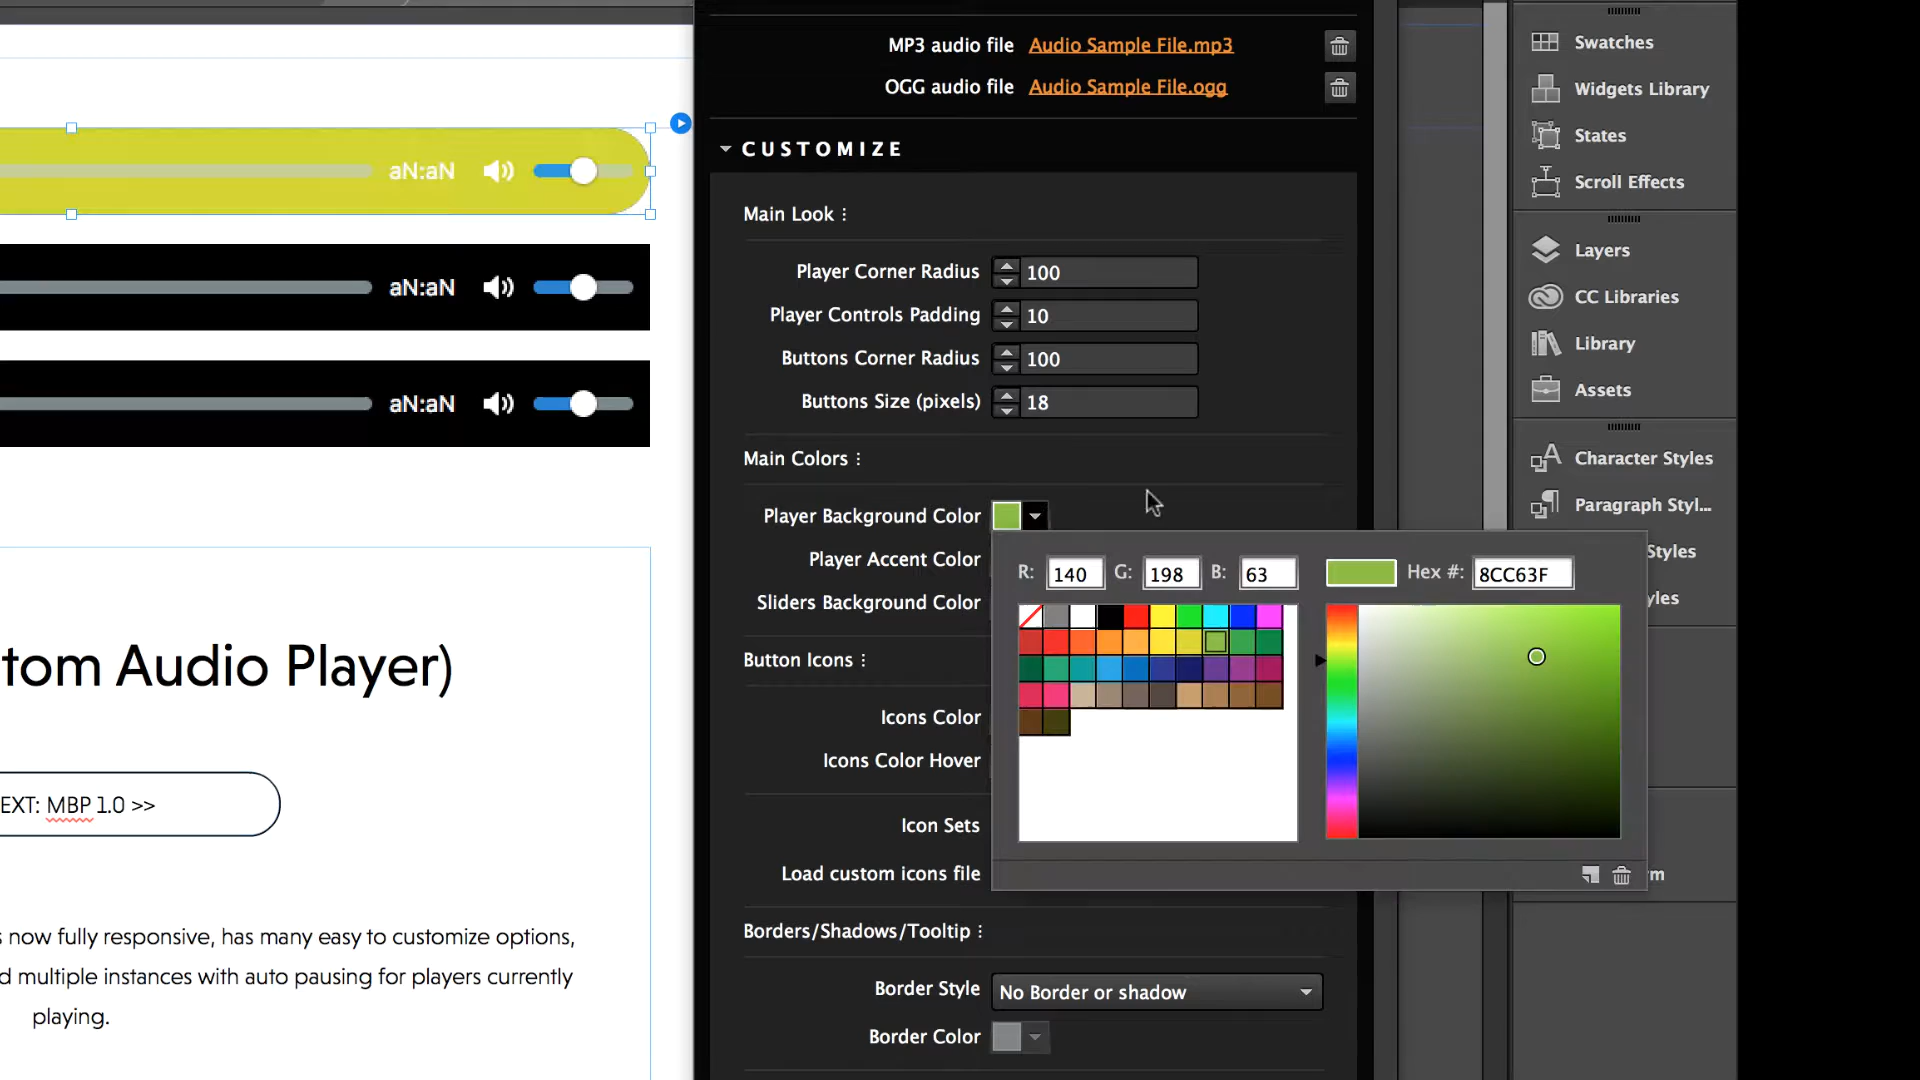 MP3 audio file Audio Sample File.mp3
OGG audio file Audio Sample File.ogg
CUSTOMIZE
Main Look
Player Corner Radius 100
Player Controls Padding 10
Buttons Corner Radius 100
Buttons Size (pixels) 18
Main Colors
Player Background Color
R: 140 G: 198 B: 63 Hex #: 8CC63F
Player Accent Color
Sliders Background Color
Button Icons
Icons Color
Icons Color Hover
Icon Sets
Load custom icons file
Borders/Shadows/Tooltip
Border Style No Border or shadow
Border Color
aN:aN
aN:aN
aN:aN
tom Audio Player)
EXT: MBP 1.0 >>
s now fully responsive, has many easy to customize options,
d multiple instances with auto pausing for players currently
playing.
Swatches
Widgets Library
States
Scroll Effects
Layers
CC Libraries
Library
Assets
Character Styles
Paragraph Styl...
Styles
yles
m